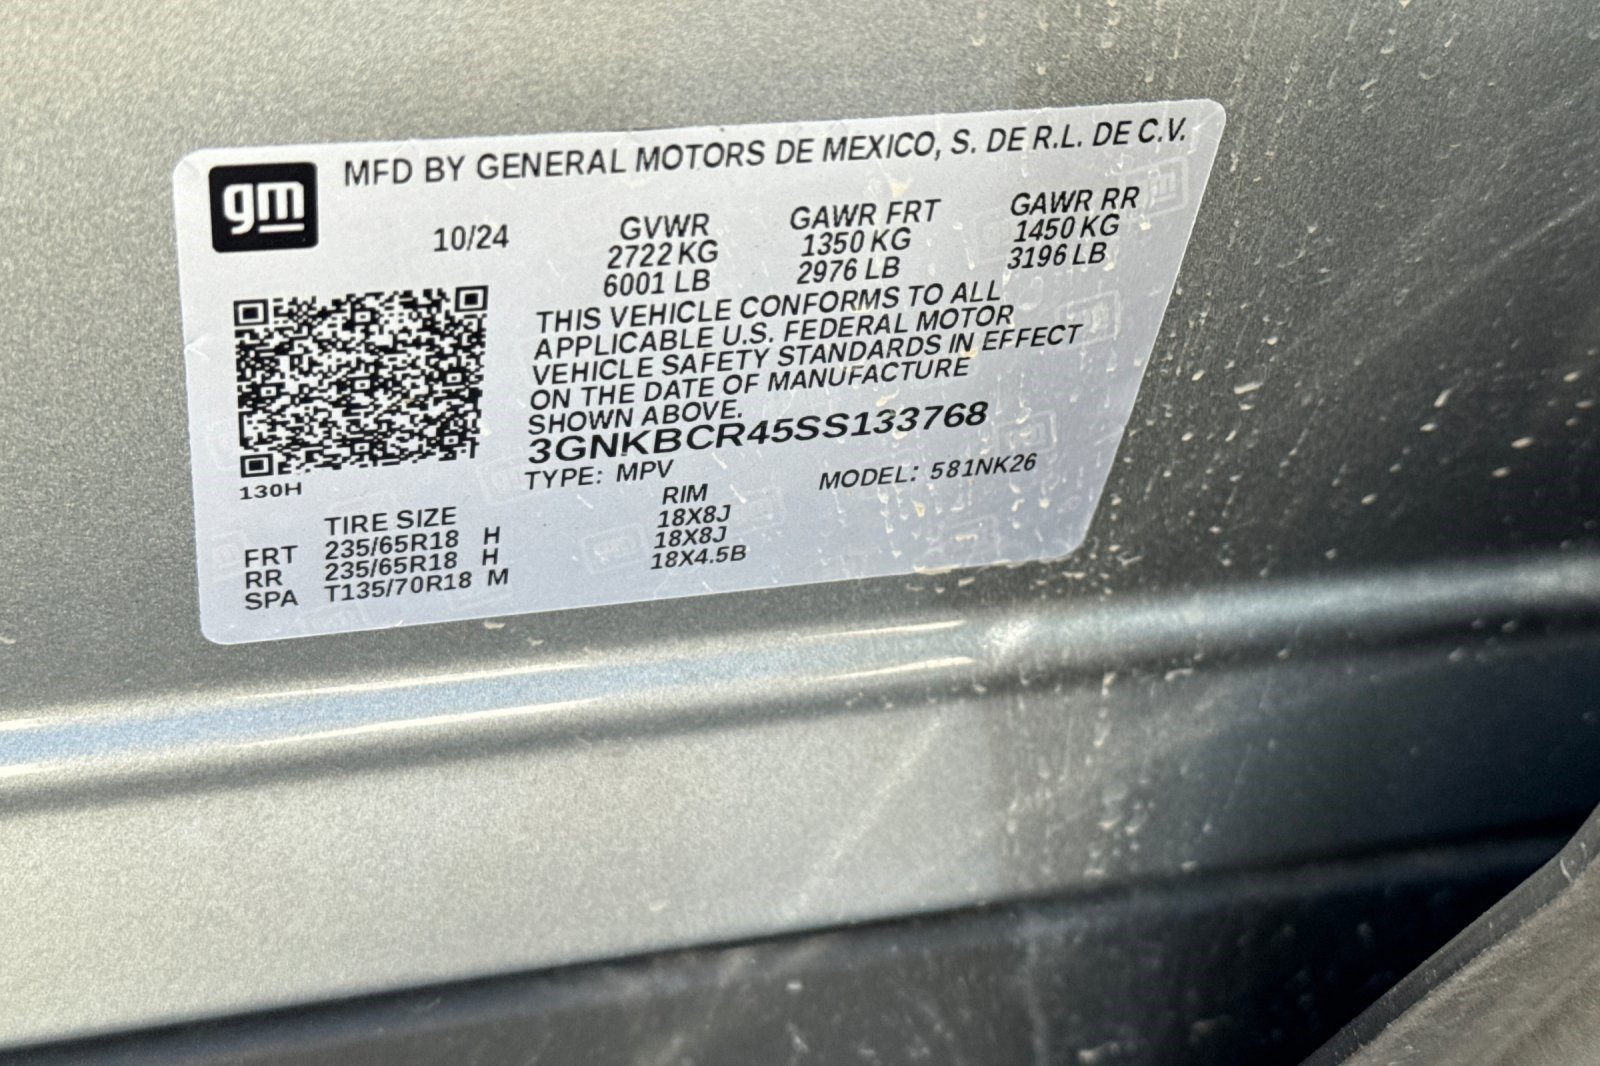 gm
MFD BY GENERAL MOTORS DE MEXICO, S. DE R.L. DE C.V.
10/24
GVWR
2722 KG
6001 LB
GAWR FRT
1350 KG
2976 LB
GAWR RR
1450 KG
3196 LB
THIS VEHICLE CONFORMS TO ALL
APPLICABLE U.S. FEDERAL MOTOR
VEHICLE SAFETY STANDARDS IN EFFECT
ON THE DATE OF MANUFACTURE
SHOWN ABOVE.
3GNKBCR45SS133768
TYPE: MPV MODEL: 581NK26
130H
TIRE SIZE RIM
FRT 235/65R18 H 18X8J
RR 235/65R18 H 18X8J
SPA T135/70R18 M 18X4.5B